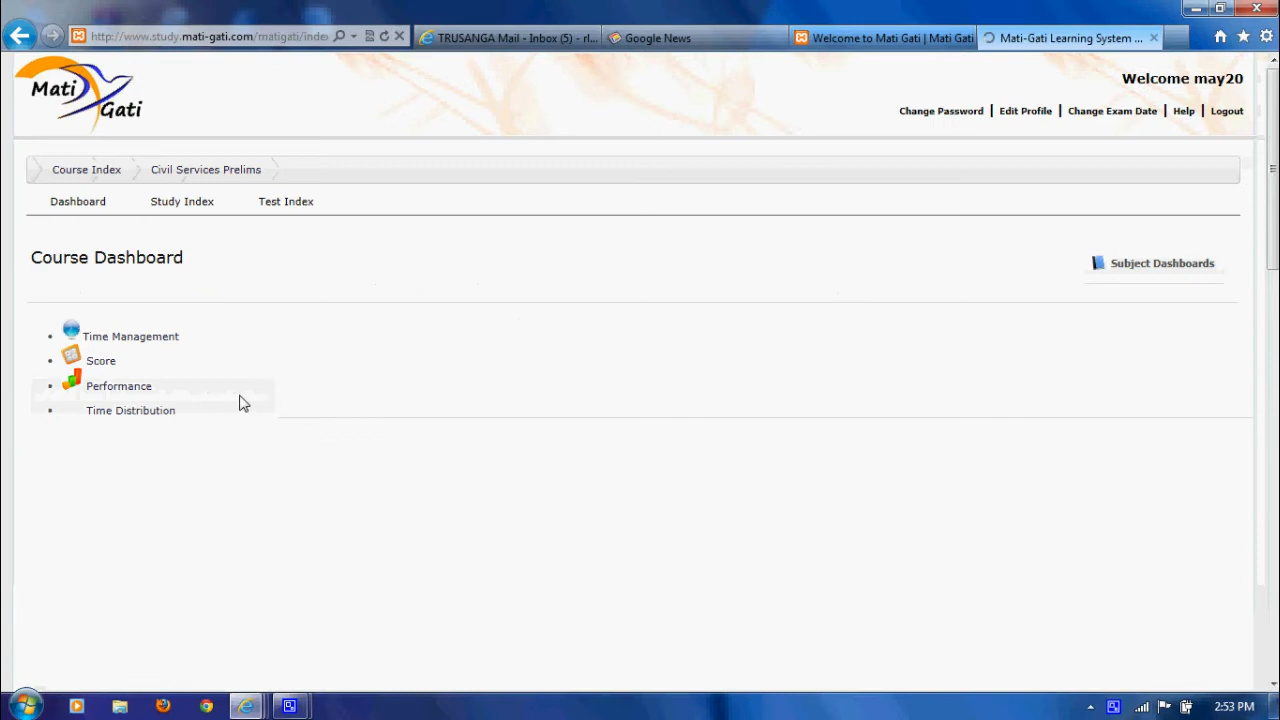 http://www.study.mati-gati.com/matigati/inde
TRUSANGA Mail - Inbox (5) - rl...
Google News
Welcome to Mati Gati | Mati Gati
Mati-Gati Learning System ...
Mati Gati
Welcome may20
Change Password | Edit Profile | Change Exam Date | Help | Logout
Course Index
Civil Services Prelims
Dashboard
Study Index
Test Index
Course Dashboard
Subject Dashboards
Time Management
Score
Performance
Time Distribution
2:53 PM